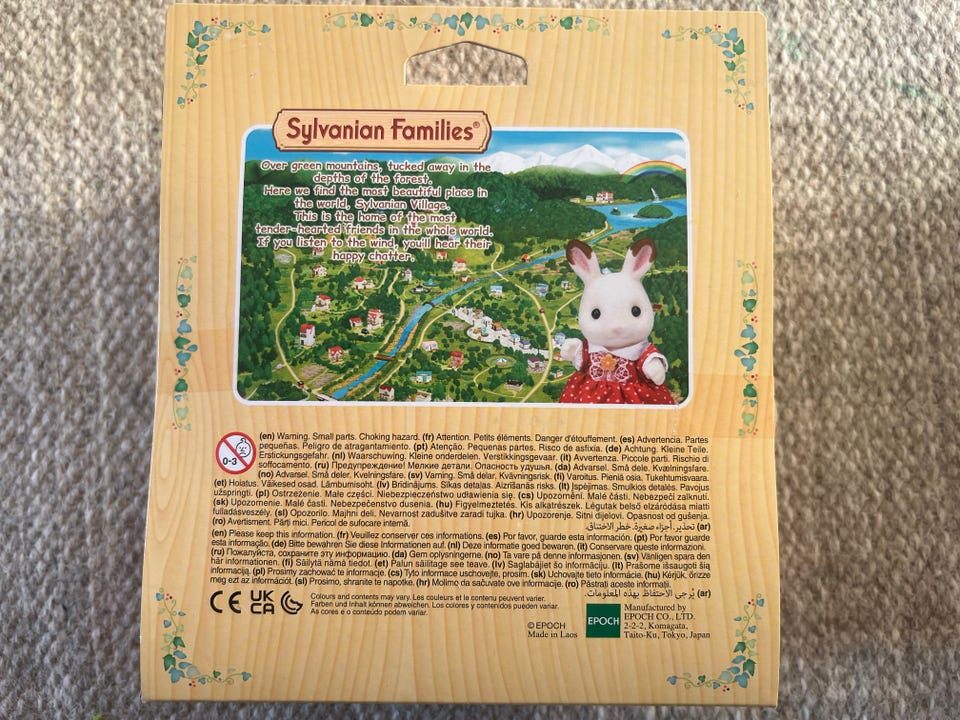 Sylvanian Families®
Over green mountains, tucked away in the
depths of the forest.
Here we find the most beautiful place in
the world, Sylvanian Village.
This is the home of the most
tender-hearted friends in the whole world.
If you listen to the wind, you'll hear their
happy chatter.
0-3
(en) Warning. Small parts. Choking hazard. (fr) Attention. Petits éléments. Danger d'étouffement. (es) Advertencia. Partes
pequeñas. Peligro de atragantamiento. (pt) Atenção. Pequenas partes. Risco de asfixia. (de) Achtung. Kleine Teile.
Erstickungsgefahr. (nl) Waarschuwing. Kleine onderdelen. Verstikkingsgevaar. (it) Avvertenza. Piccole parti. Rischio di
soffocamento. (ru) Предупреждение! Мелкие детали. Опасность удушья. (da) Advarsel. Små dele. Kvælningsfare.
(no) Advarsel. Små deler. Kvelningsfare. (sv) Varning. Små delar. Kvävningsrisk. (fi) Varoitus. Pieniä osia. Tukehtumisvaara.
(et) Hoiatus. Väikesed osad. Lämbumisoht. (lv) Brīdinājums. Sīkas detaļas. Aizrīšanās risks. (lt) Įspėjimas. Smulkios detalės. Pavojus
užspringti. (pl) Ostrzeżenie. Małe części. Niebezpieczeństwo udławienia się. (cs) Upozornění. Malé části. Nebezpečí zalknutí.
(sk) Upozornenie. Malé časti. Nebezpečenstvo dusenia. (hu) Figyelmeztetés. Kis alkatrészek. Légutak belső elzáródása miatti
fulladásveszély. (sl) Opozorilo. Majhni deli. Nevarnost zadušitve zaradi tujka. (hr) Upozorenje. Sitni dijelovi. Opasnost od gušenja.
(ro) Avertisment. Părți mici. Pericol de sufocare internă.
(ar) تحذير. أجزاء صغيرة. خطر الاختناق.
(en) Please keep this information. (fr) Veuillez conserver ces informations. (es) Por favor, guarde esta información. (pt) Por favor guarde
esta informação. (de) Bitte bewahren Sie diese Informationen auf. (nl) Deze informatie goed bewaren. (it) Conservare queste informazioni.
(ru) Пожалуйста, сохраните эту информацию. (da) Gem oplysningerne. (no) Ta vare på denne informasjonen. (sv) Vänligen spara den
här informationen. (fi) Säilytä nämä tiedot. (et) Palun säilitage see teave. (lv) Saglabājiet šo informāciju. (lt) Prašome išsaugoti šią
informaciją. (pl) Prosimy zachować te informacje. (cs) Tyto informace uschovejte, prosím. (sk) Uchovajte tieto informácie. (hu) Kérjük, őrizze
meg ezt az információt. (sl) Prosimo, shranite te napotke. (hr) Molimo da sačuvate ove informacije. (ro) Păstrați aceste informații.
(ar) يُرجى الاحتفاظ بهذه المعلومات.
CE UK CA
Colours and contents may vary. Les couleurs et le contenu peuvent varier.
Farben und Inhalt können abweichen. Los colores y contenidos pueden variar.
As cores e o conteúdo podem variar.
© EPOCH
Made in Laos
EPOCH
Manufactured by
EPOCH CO., LTD.
2-2-2, Komagata,
Taito-Ku, Tokyo, Japan